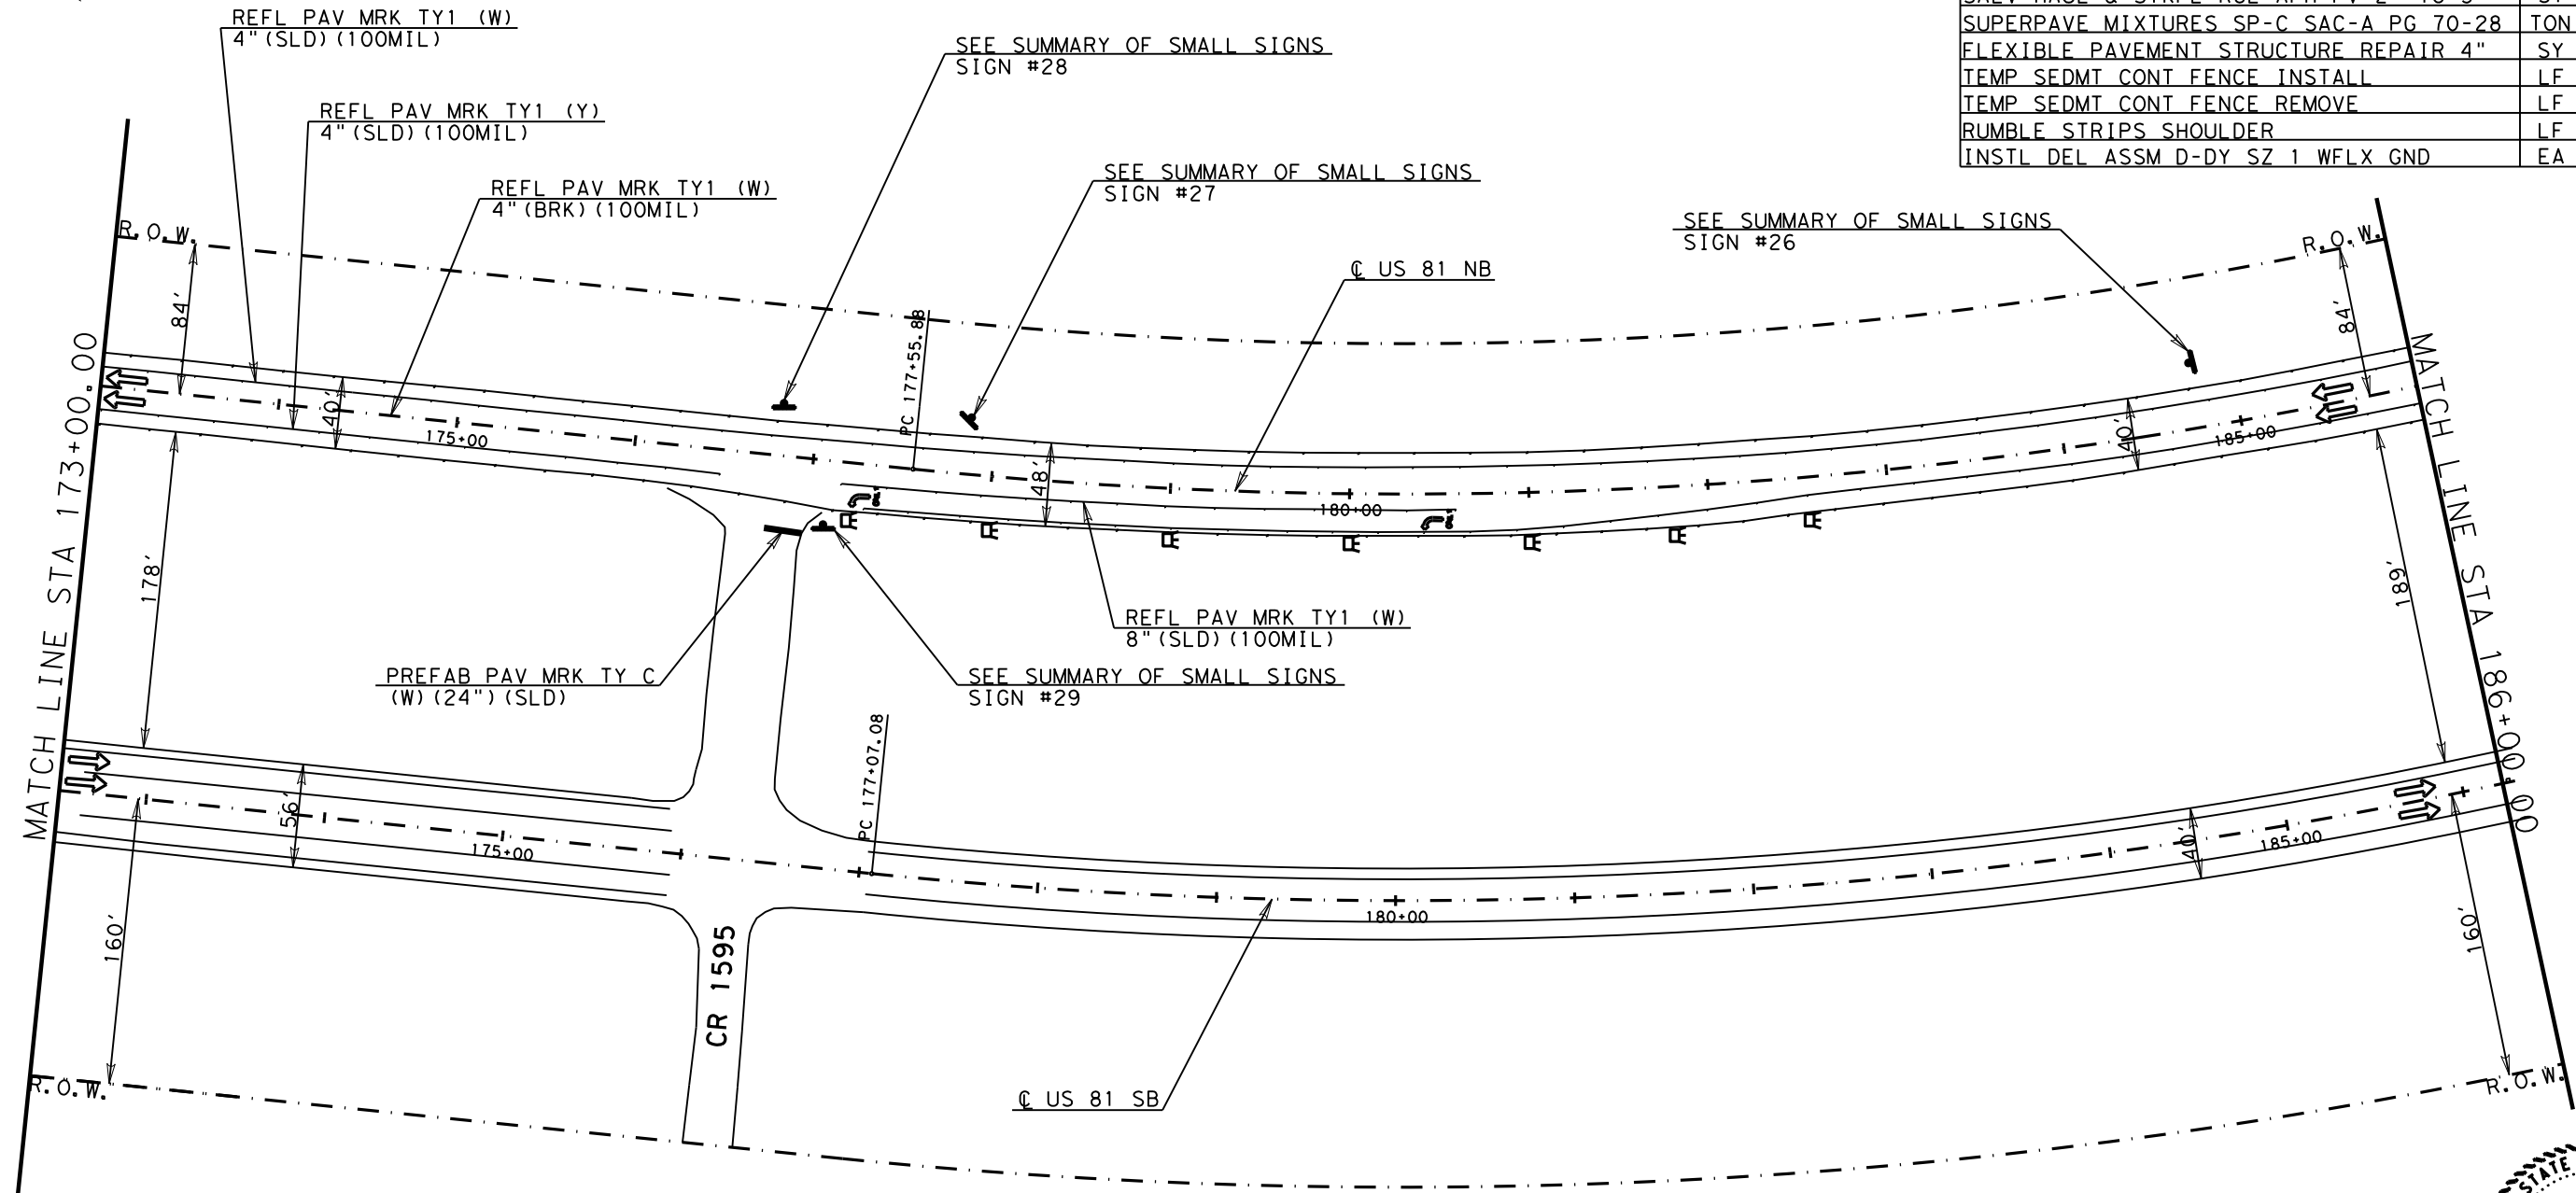 REFL PAV MRK TY1 (W)
4"(SLD)(100MIL)
REFL PAV MRK TY1 (Y)
4"(SLD)(100MIL)
REFL PAV MRK TY1 (W)
4"(BRK)(100MIL)
SEE SUMMARY OF SMALL SIGNS
SIGN #28
SEE SUMMARY OF SMALL SIGNS
SIGN #27
SEE SUMMARY OF SMALL SIGNS
SIGN #26
℄ US 81 NB
SUPERPAVE MIXTURES SP-C SAC-A PG 70-28 TON
FLEXIBLE PAVEMENT STRUCTURE REPAIR 4" SY
TEMP SEDMT CONT FENCE INSTALL LF
TEMP SEDMT CONT FENCE REMOVE LF
RUMBLE STRIPS SHOULDER LF
INSTL DEL ASSM D-DY SZ 1 WFLX GND EA
R.O.W.
R.O.W.
84'
84'
MATCH LINE STA 173+00.00
MATCH LINE STA 186+00.00
40'
175+00
PC 177+55.88
48'
180+00
40'
185+00
178'
189'
REFL PAV MRK TY1 (W)
8"(SLD)(100MIL)
PREFAB PAV MRK TY C
(W)(24")(SLD)
SEE SUMMARY OF SMALL SIGNS
SIGN #29
PC 177+07.08
56'
175+00
180+00
40'
185+00
160'
160'
CR 1595
℄ US 81 SB
R.O.W.
R.O.W.
STATE